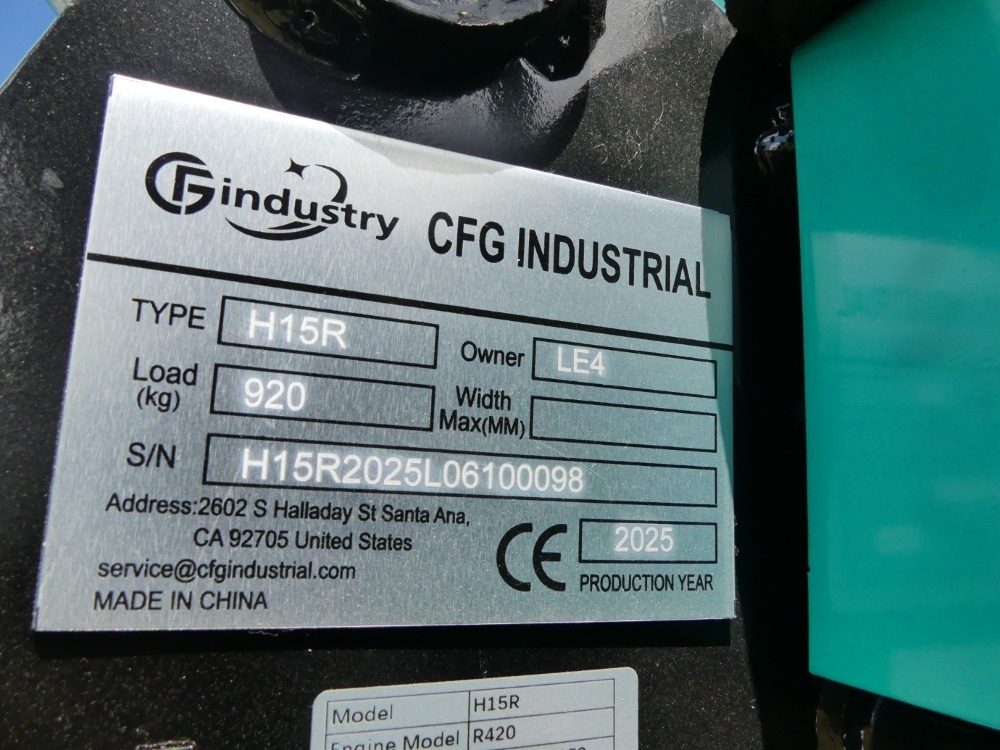 CFG industry CFG INDUSTRIAL
TYPE H15R
Owner LE4
Load (kg) 920
Width Max(MM)
S/N H15R2025L06100098
Address:2602 S Halladay St Santa Ana,
CA 92705 United States
service@cfgindustrial.com
MADE IN CHINA
CE 2025
PRODUCTION YEAR
Model H15R
Engine Model R420